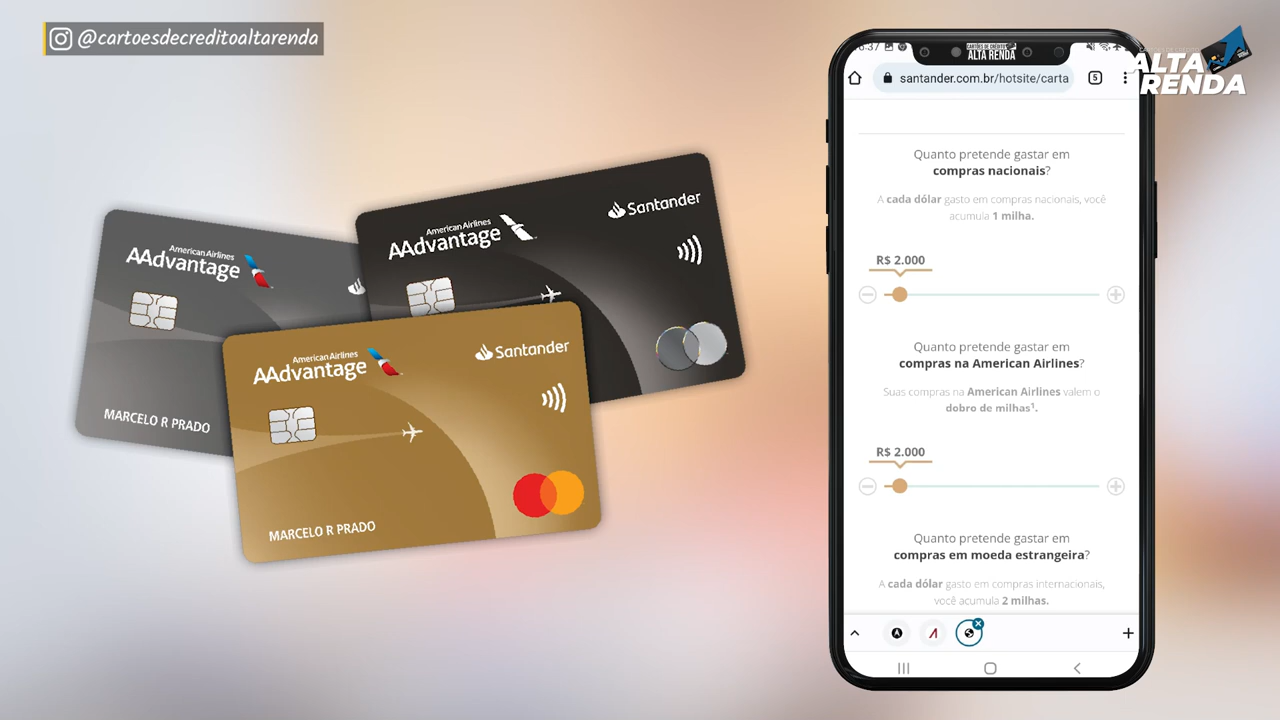 @cartoesdecreditoaltarenda
American Airlines
AAdvantage
MARCELO R PRADO
American Airlines
AAdvantage
Santander
American Airlines
AAdvantage
Santander
MARCELO R PRADO
CARTÕES DE CRÉDITO
ALTA RENDA
ALTA
RENDA
santander.com.br/hotsite/carta
5
Quanto pretende gastar em
compras nacionais?
A cada dólar gasto em compras nacionais, você
acumula 1 milha.
R$ 2.000
Quanto pretende gastar em
compras na American Airlines?
Suas compras na American Airlines valem o
dobro de milhas¹.
R$ 2.000
Quanto pretende gastar em
compras em moeda estrangeira?
A cada dólar gasto em compras internacionais,
você acumula 2 milhas.